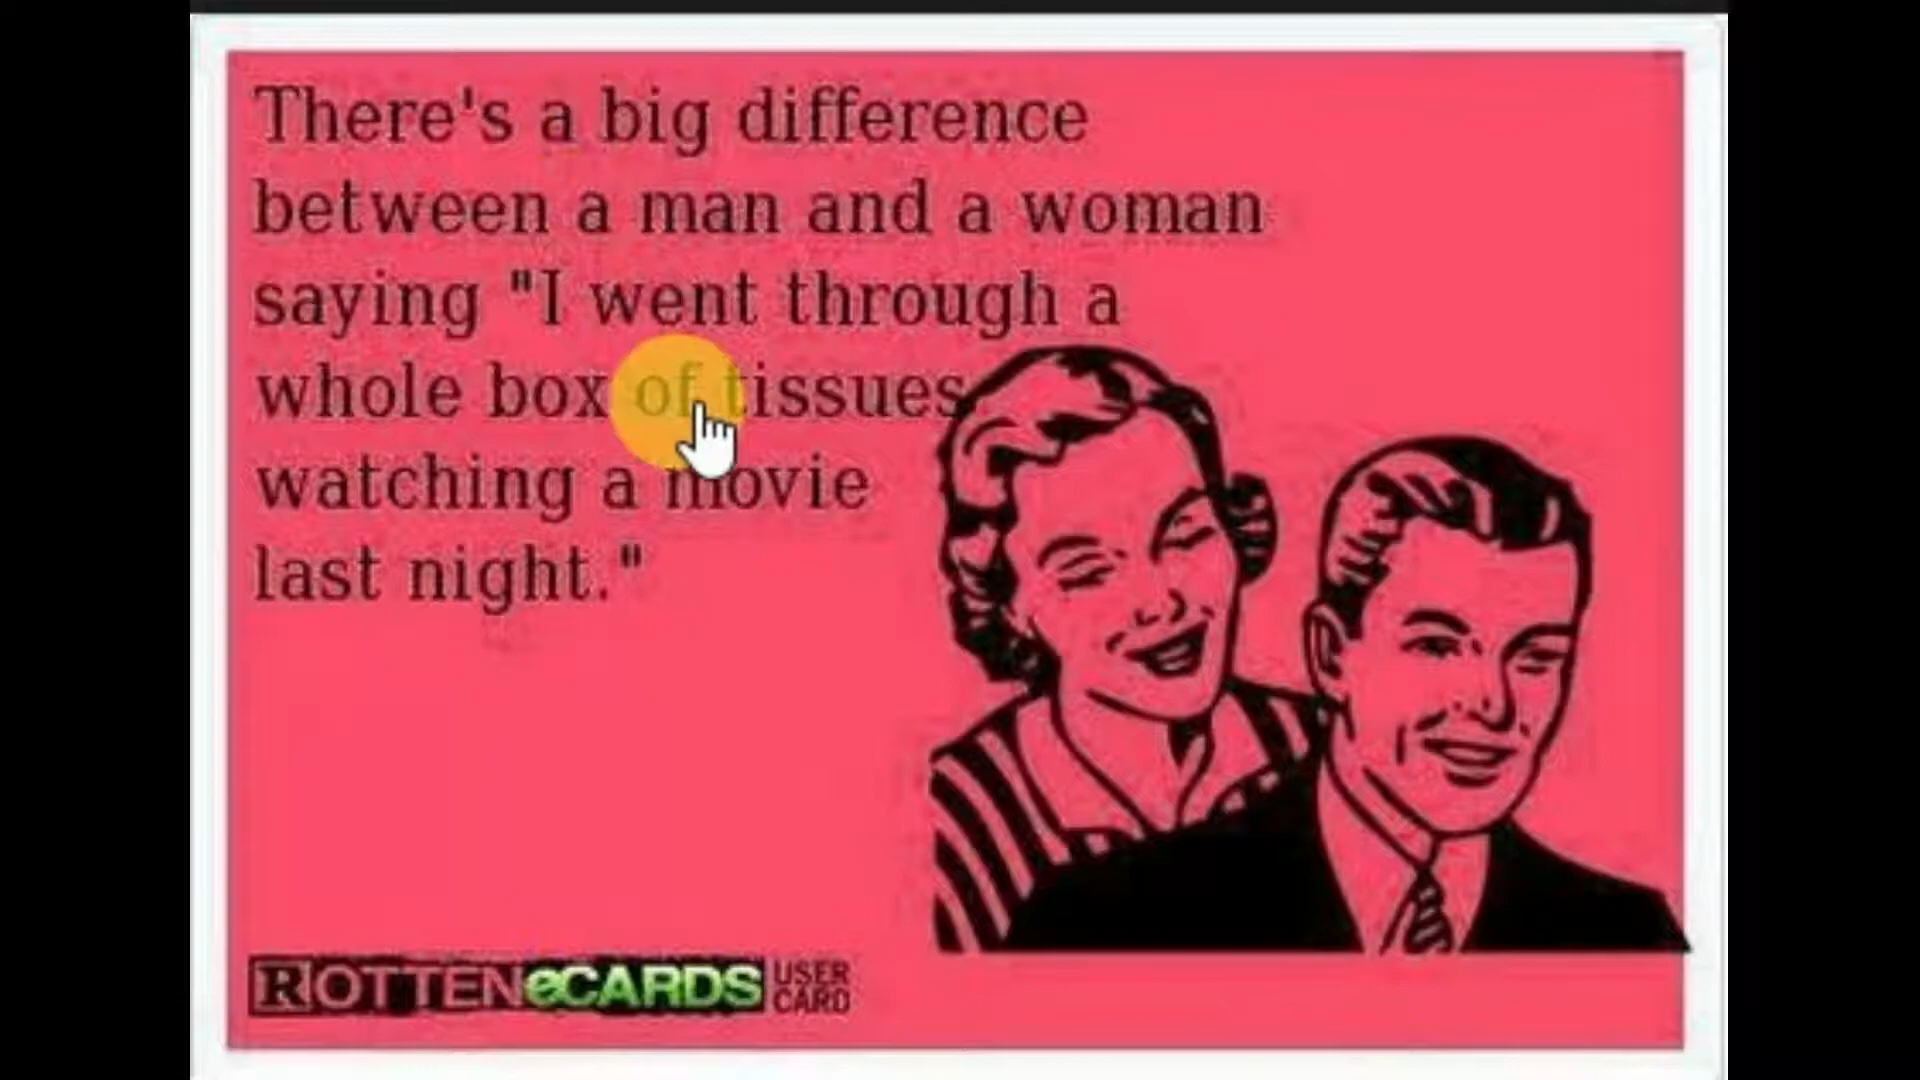 There's a big difference
between a man and a woman
saying "I went through a
whole box of tissues
watching a movie
last night."
ROTTENeCARDS
USER
CARD